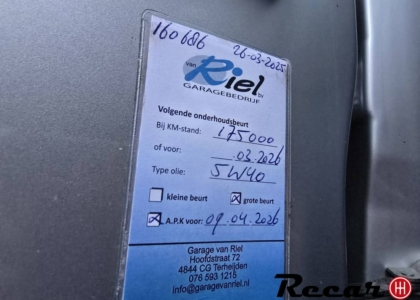 160686 26-03-2025
van Riel bv
GARAGEBEDRIJF
Volgende onderhoudsbeurt
Bij KM-stand: 175000
of voor: .03.2026
Type olie: 5W40
kleine beurt grote beurt
A.P.K voor: 09.04.2026
Garage van Riel
Hoofdstraat 72
4844 CG Terheijden
076 593 1215
info@garagevanriel.nl
Recar